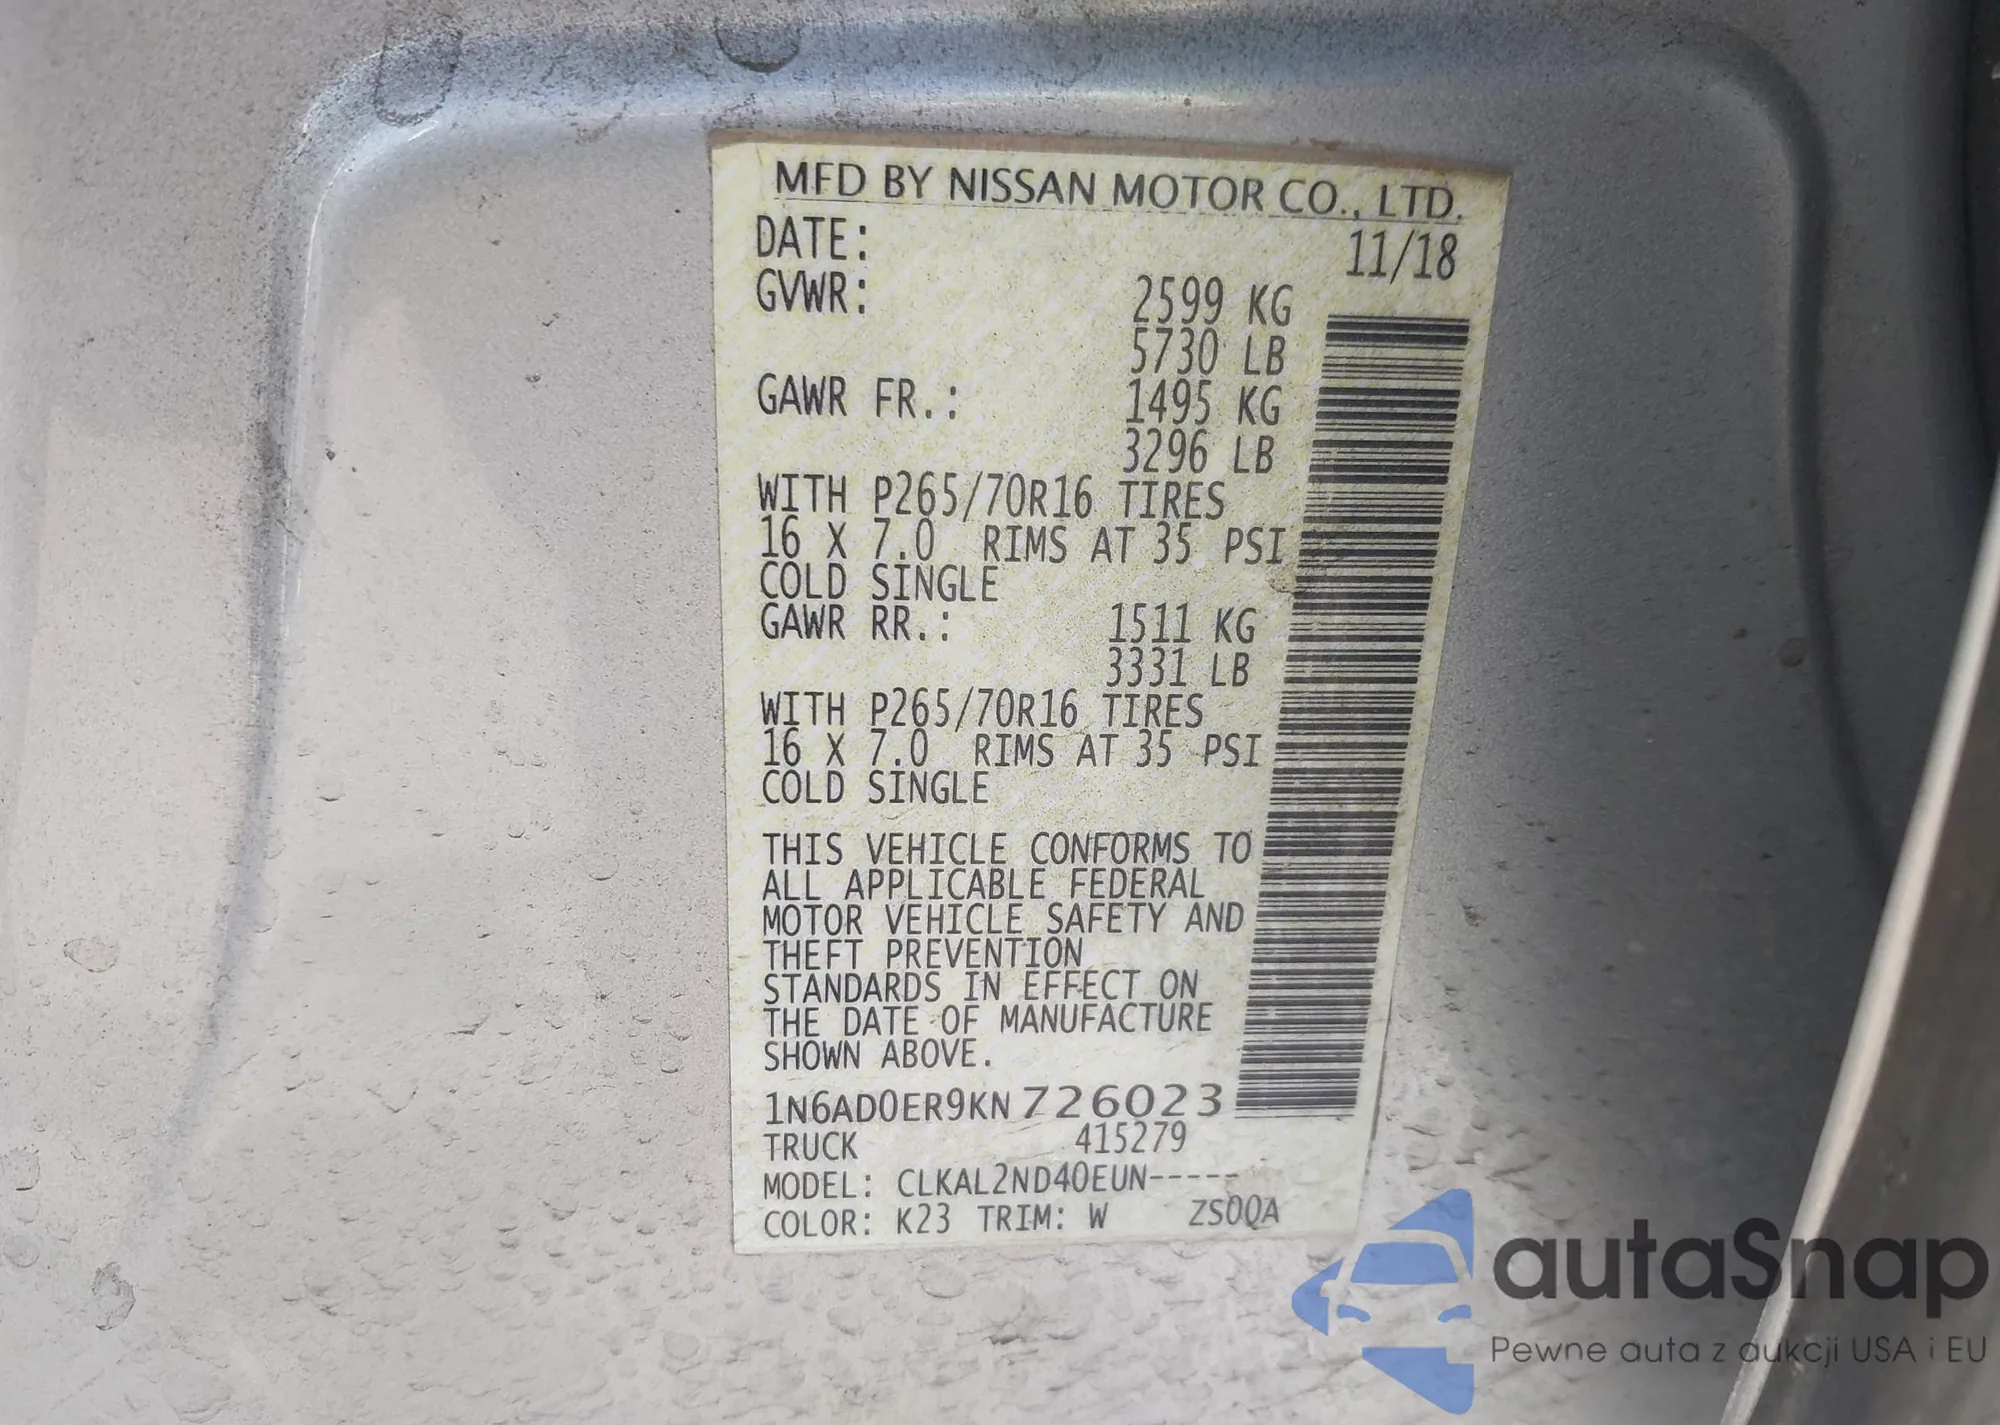 MFD BY NISSAN MOTOR CO., LTD.
DATE: 11/18
GVWR: 2599 KG
5730 LB
GAWR FR.: 1495 KG
3296 LB
WITH P265/70R16 TIRES
16 X 7.0 RIMS AT 35 PSI
COLD SINGLE
GAWR RR.: 1511 KG
3331 LB
WITH P265/70R16 TIRES
16 X 7.0 RIMS AT 35 PSI
COLD SINGLE
THIS VEHICLE CONFORMS TO
ALL APPLICABLE FEDERAL
MOTOR VEHICLE SAFETY AND
THEFT PREVENTION
STANDARDS IN EFFECT ON
THE DATE OF MANUFACTURE
SHOWN ABOVE.
1N6AD0ER9KN726023
TRUCK 415279
MODEL: CLKAL2ND40EUN-----
COLOR: K23 TRIM: W ZS0QA
autaSnap
Pewne auta z aukcji USA i EU